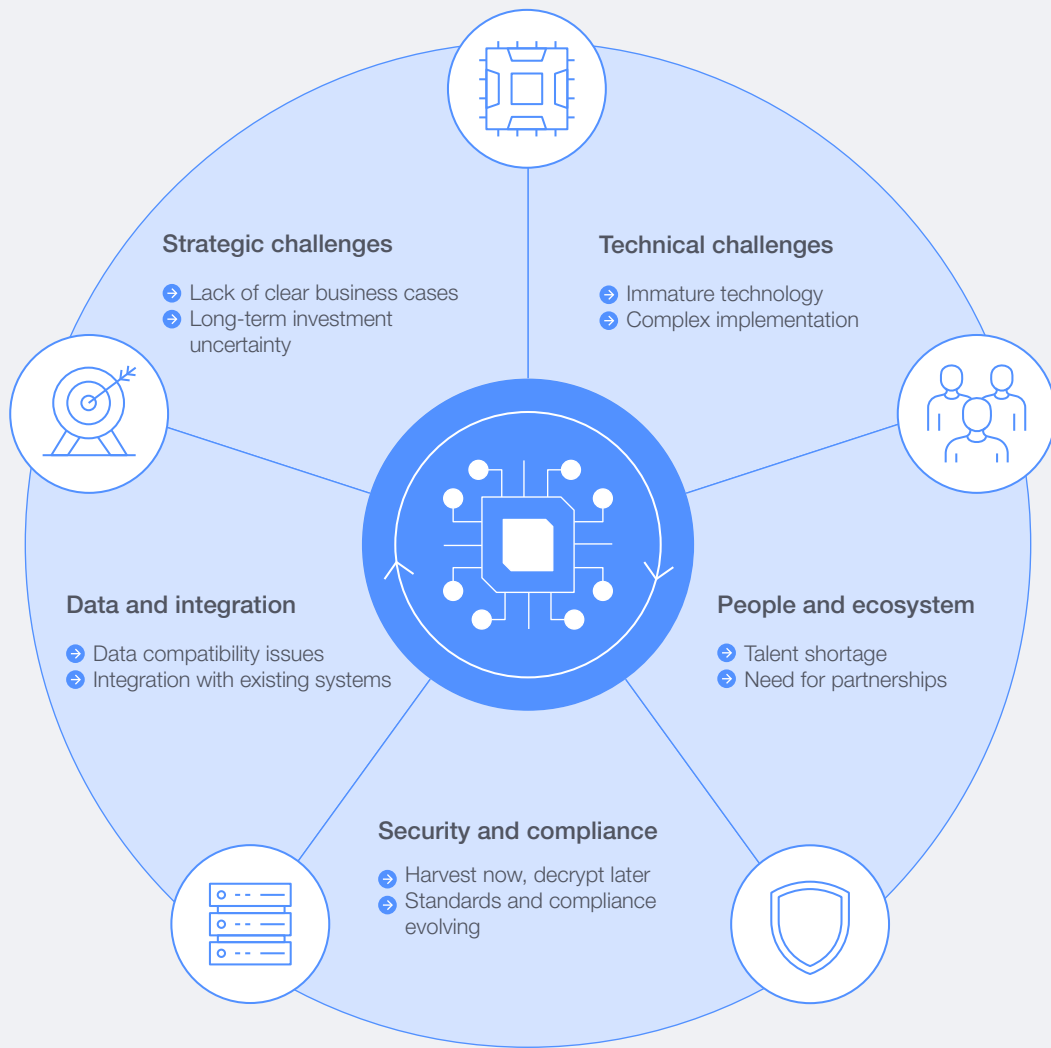 Strategic challenges
Lack of clear business cases
Long-term investment
uncertainty
Technical challenges
Immature technology
Complex implementation
Data and integration
Data compatibility issues
Integration with existing systems
People and ecosystem
Talent shortage
Need for partnerships
Security and compliance
Harvest now, decrypt later
Standards and compliance
evolving